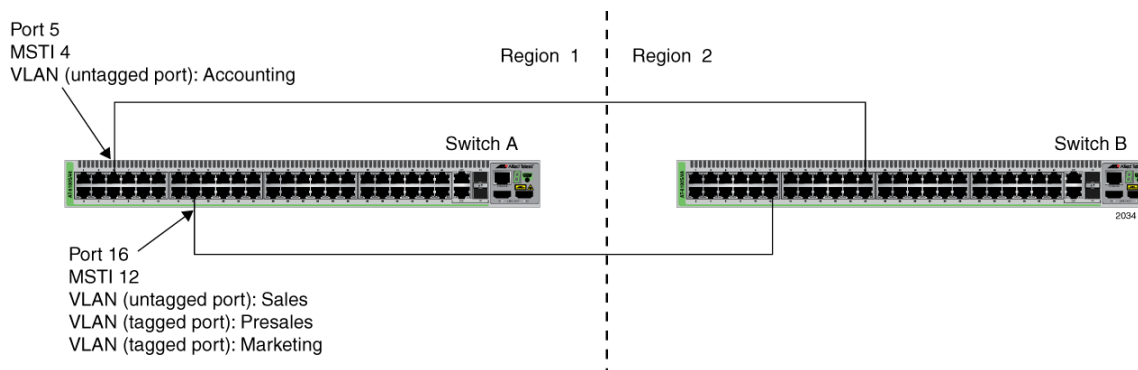 Port 5
MSTI 4
VLAN (untagged port): Accounting
Region 1
Region 2
Switch A
Switch B
2034
Port 16
MSTI 12
VLAN (untagged port): Sales
VLAN (tagged port): Presales
VLAN (tagged port): Marketing